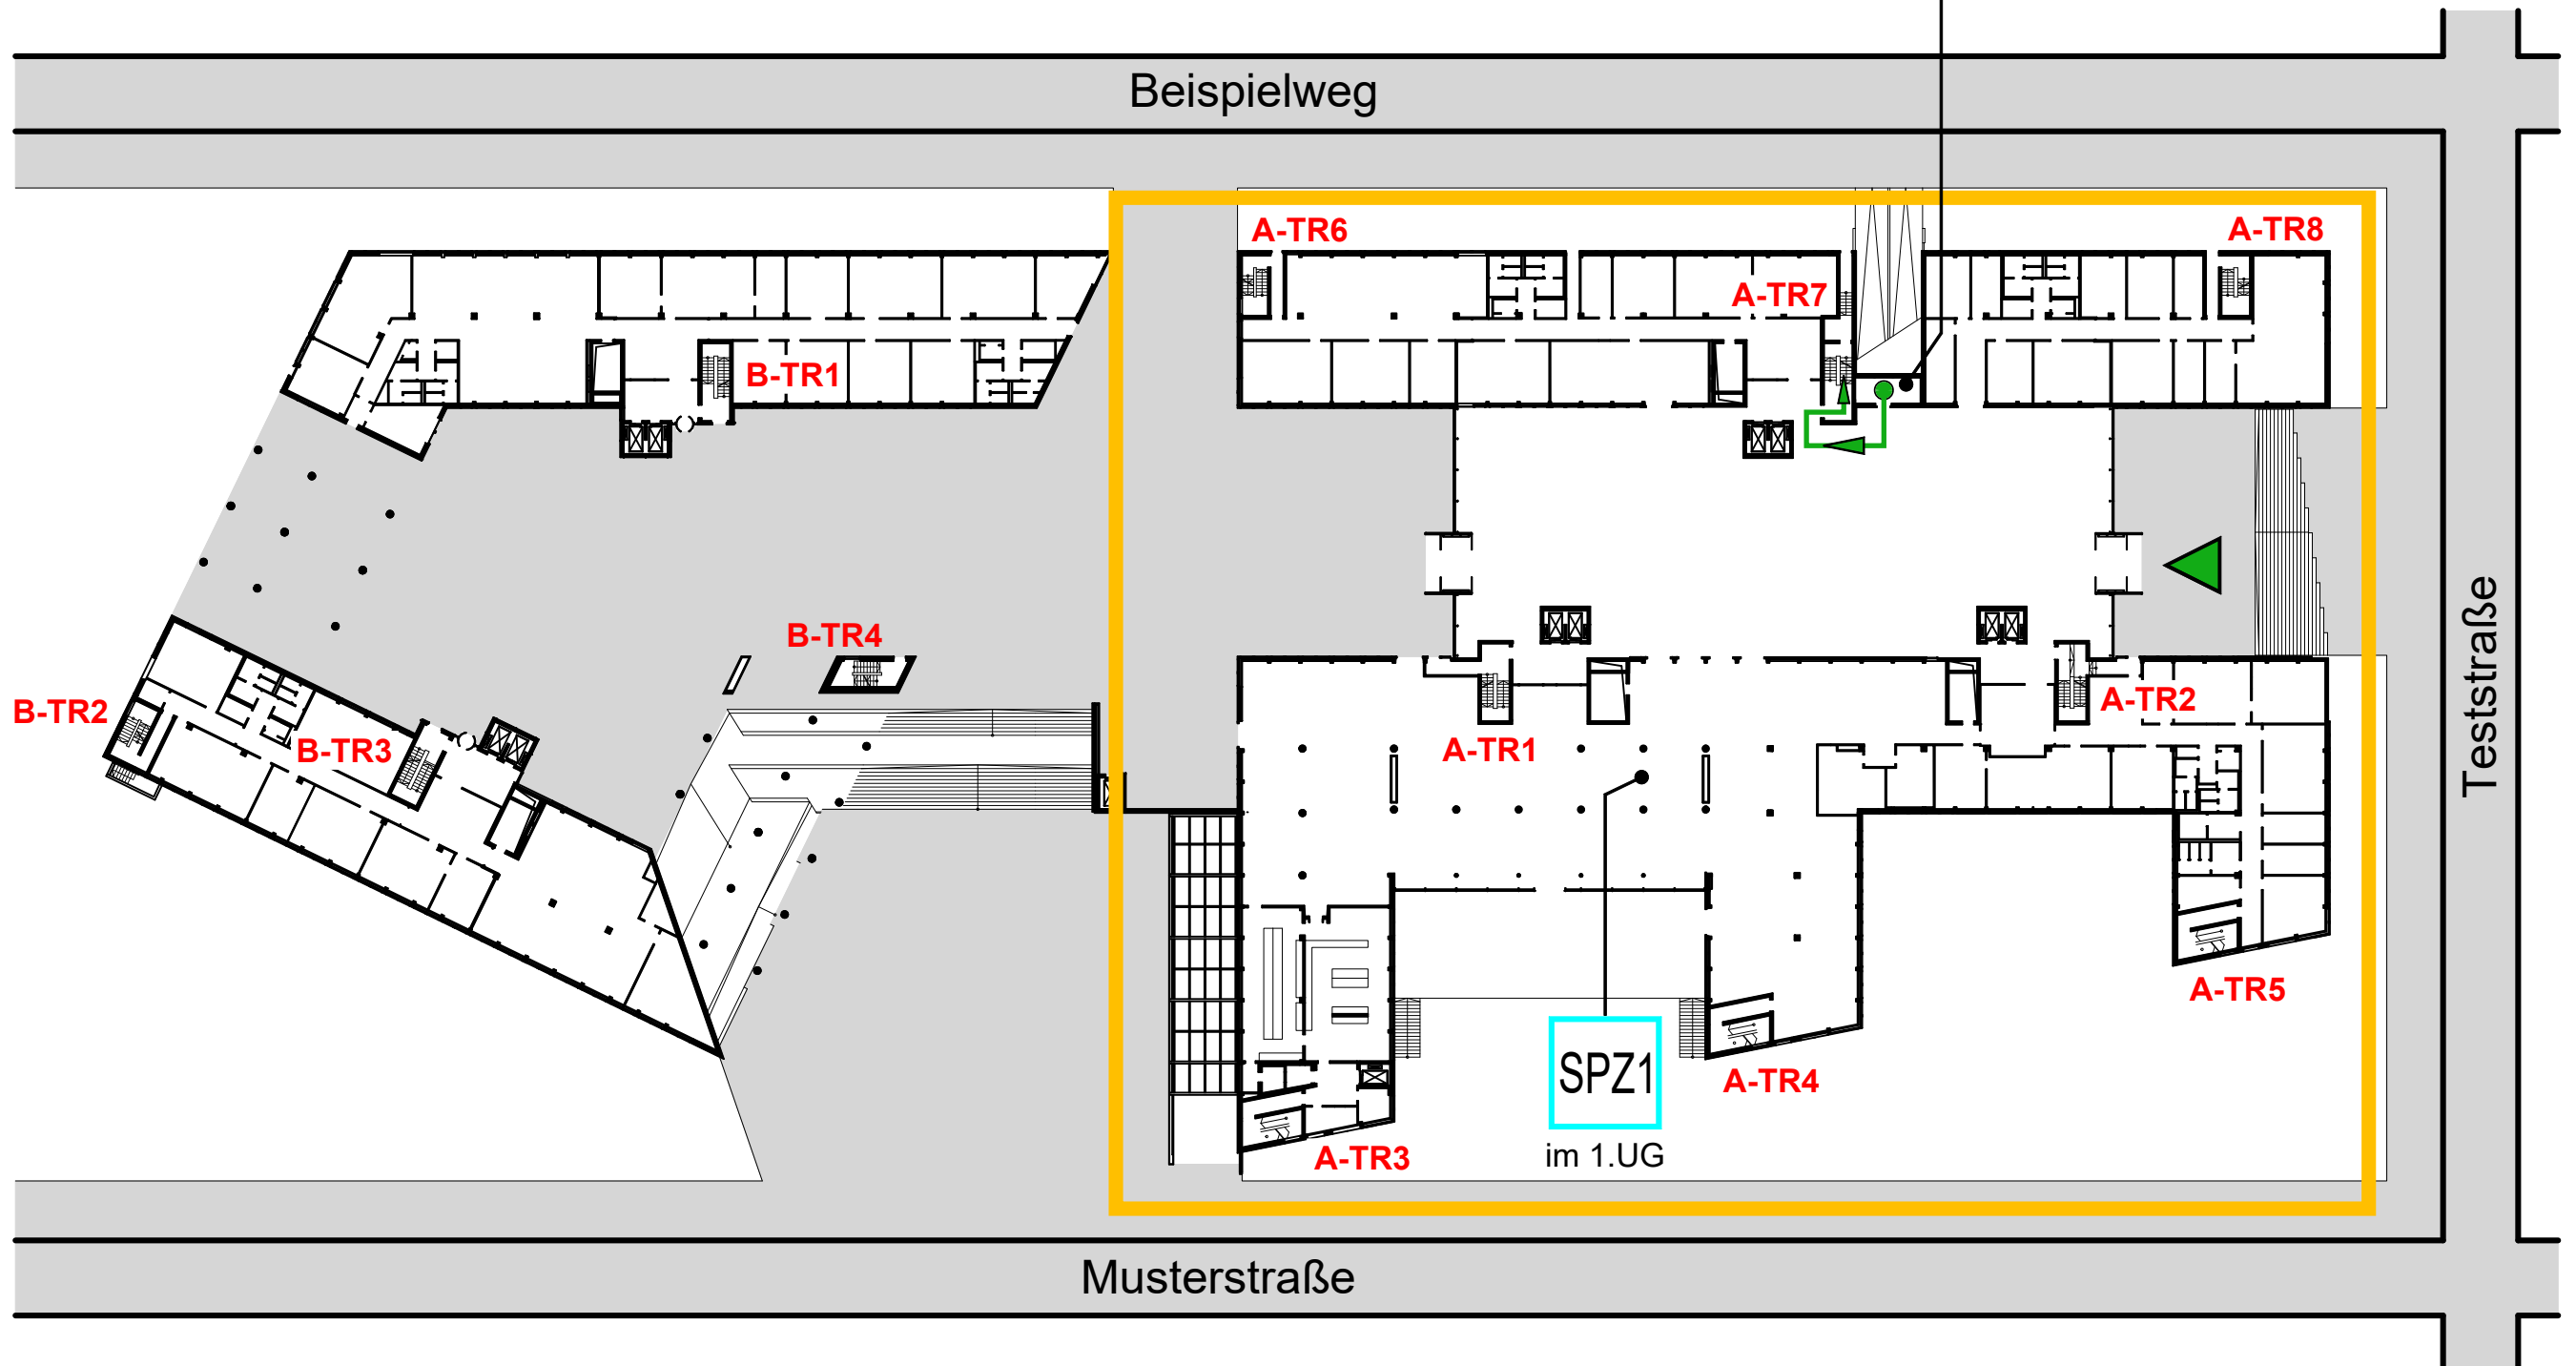 Beispielweg
A-TR6
A-TR8
A-TR7
B-TR1
Teststraße
B-TR4
B-TR2
B-TR3
A-TR1
A-TR2
A-TR5
SPZ1
A-TR4
im 1.UG
A-TR3
Musterstraße